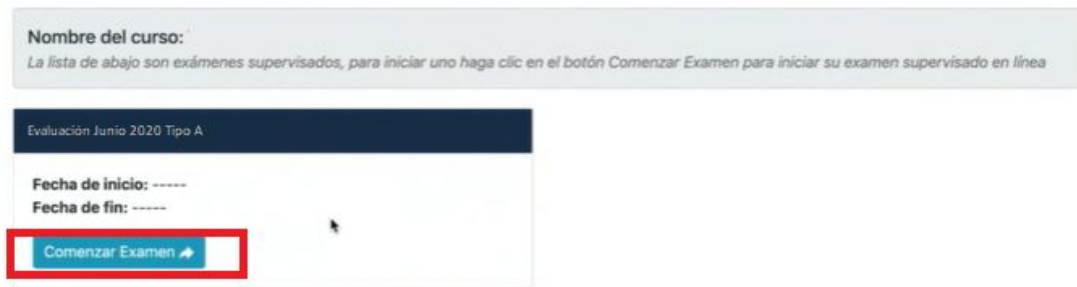 Nombre del curso:
La lista de abajo son exámenes supervisados, para iniciar uno haga clic en el botón Comenzar Examen para iniciar su examen supervisado en línea
Evaluación Junio 2020 Tipo A
Fecha de inicio: -----
Fecha de fin: -----
Comenzar Examen